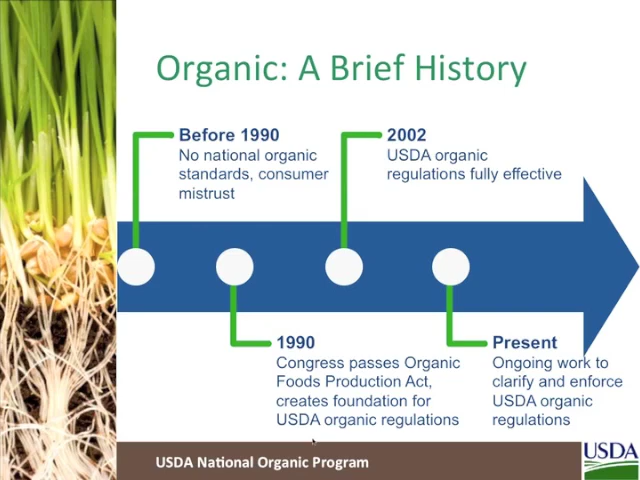 Organic: A Brief History
Before 1990
No national organic
standards, consumer
mistrust
2002
USDA organic
regulations fully effective
1990
Congress passes Organic
Foods Production Act,
creates foundation for
USDA organic regulations
Present
Ongoing work to
clarify and enforce
USDA organic
regulations
USDA National Organic Program
USDA